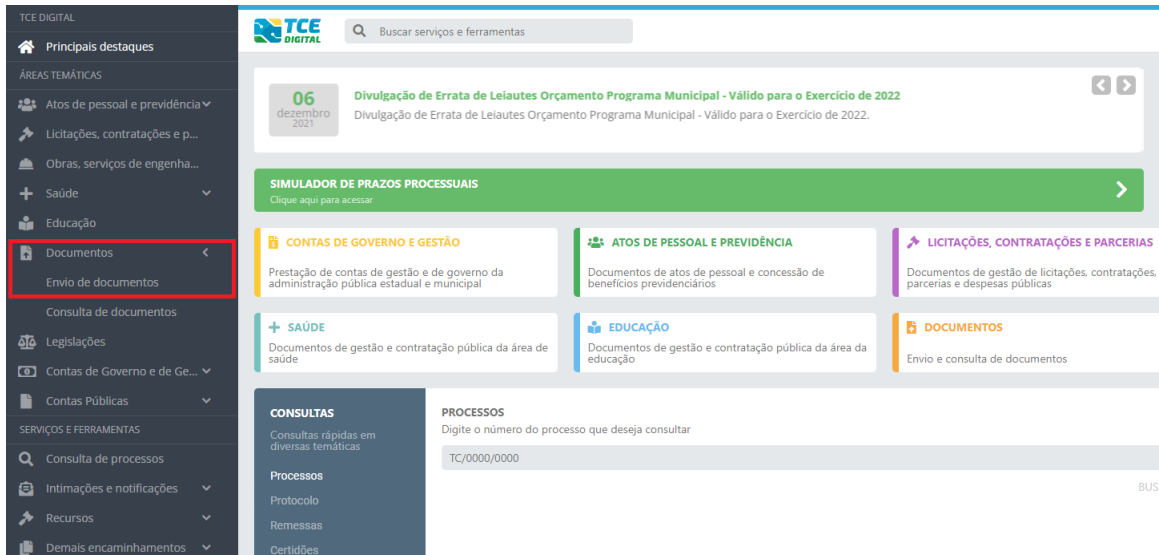 TCE DIGITAL
Principais destaques
ÁREAS TEMÁTICAS
Atos de pessoal e previdência
Licitações, contratações e p...
Obras, serviços de engenha...
Saúde
Educação
Documentos
Envio de documentos
Consulta de documentos
Legislações
Contas de Governo e de Ge...
Contas Públicas
SERVIÇOS E FERRAMENTAS
Consulta de processos
Intimações e notificações
Recursos
Demais encaminhamentos
TCE
DIGITAL
Buscar serviços e ferramentas
06
dezembro
2021
Divulgação de Errata de Leiautes Orçamento Programa Municipal - Válido para o Exercício de 2022
Divulgação de Errata de Leiautes Orçamento Programa Municipal - Válido para o Exercício de 2022.
SIMULADOR DE PRAZOS PROCESSUAIS
Clique aqui para acessar
CONTAS DE GOVERNO E GESTÃO
Prestação de contas de gestão e de governo da
administração pública estadual e municipal
ATOS DE PESSOAL E PREVIDÊNCIA
Documentos de atos de pessoal e concessão de
benefícios previdenciários
LICITAÇÕES, CONTRATAÇÕES E PARCERIAS
Documentos de gestão de licitações, contratações,
parcerias e despesas públicas
SAÚDE
Documentos de gestão e contratação pública da área de
saúde
EDUCAÇÃO
Documentos de gestão e contratação pública da área da
educação
DOCUMENTOS
Envio e consulta de documentos
CONSULTAS
Consultas rápidas em
diversas temáticas
Processos
Protocolo
Remessas
Certidões
PROCESSOS
Digite o número do processo que deseja consultar
TC/0000/0000
BUS